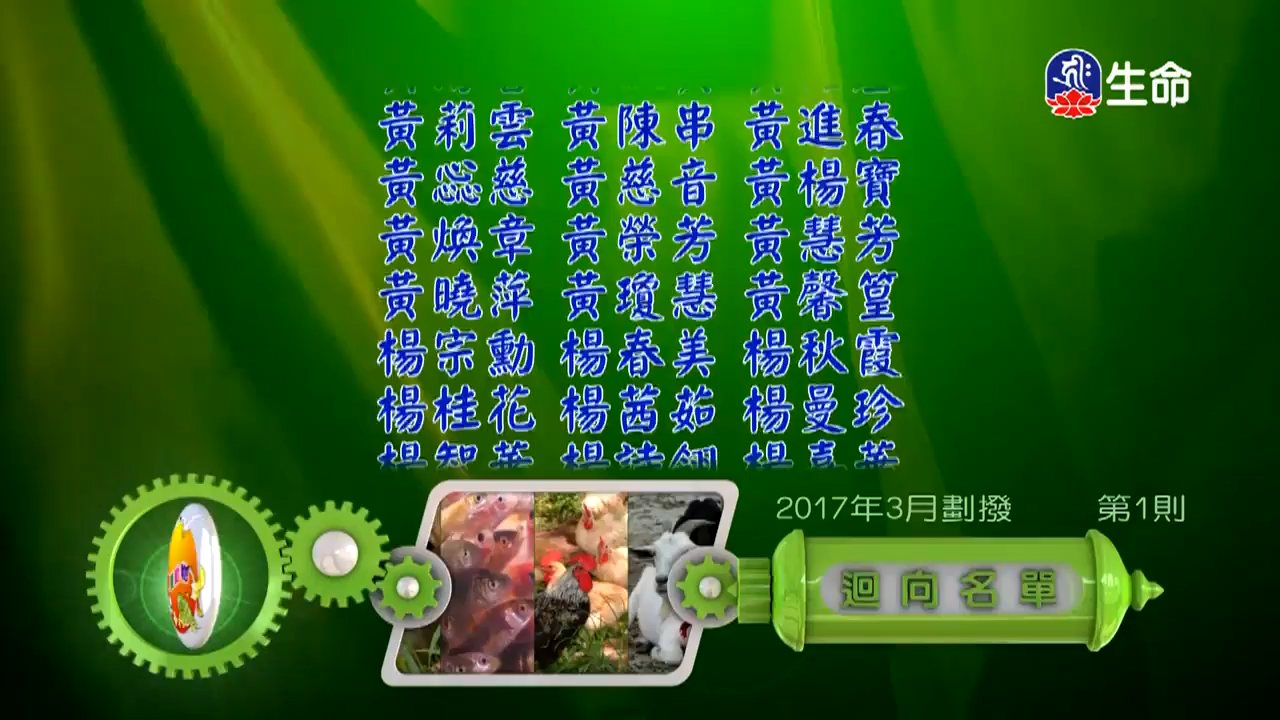 生命
黃莉雲 黃陳串 黃進春
黃蕊慈 黃慈音 黃楊寶
黃煥章 黃榮芳 黃慧芳
黃曉萍 黃瓊慧 黃馨篁
楊宗勳 楊春美 楊秋霞
楊桂花 楊茜茹 楊曼珍
2017年3月劃撥 第1則
迴向名單